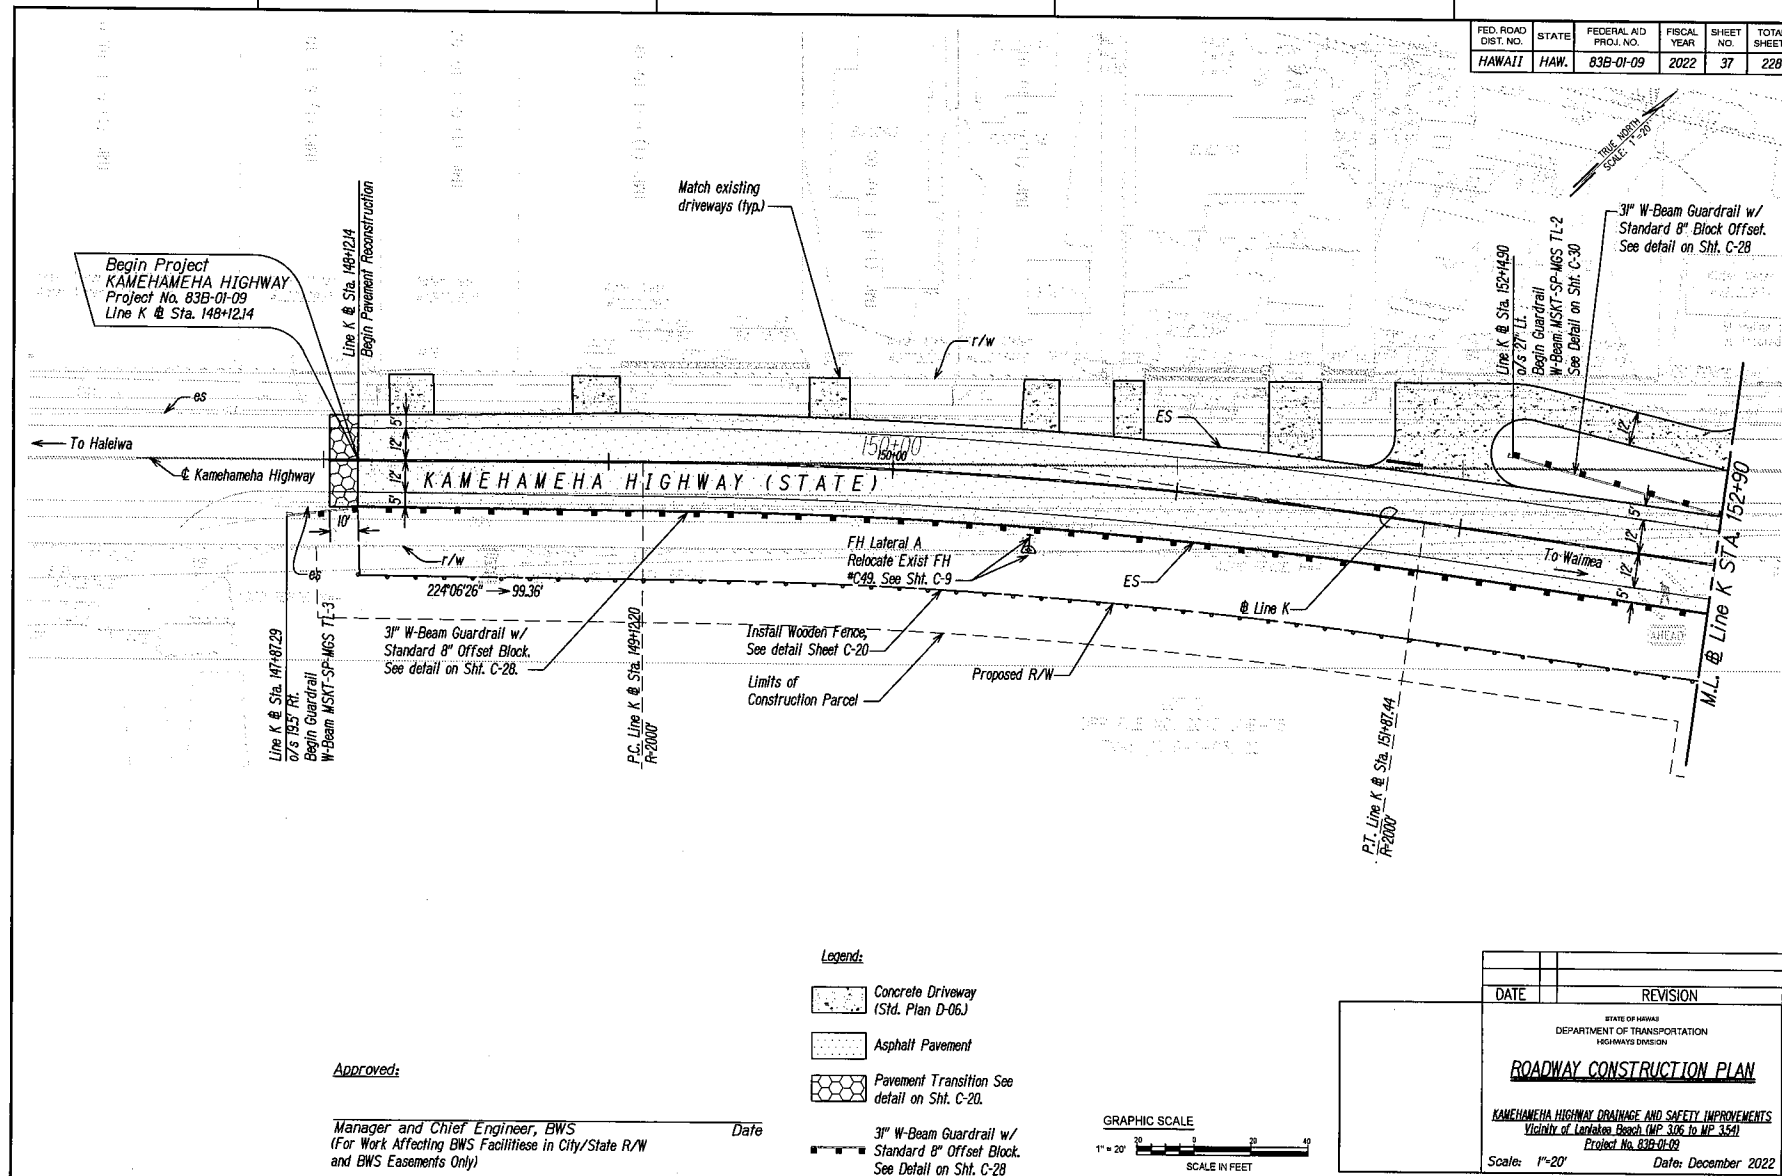 FED. ROAD DIST. NO.
STATE
FEDERAL AID PROJ. NO.
FISCAL YEAR
SHEET NO.
HAWAII
HAW.
83B-01-09
2022
37
228
TRUE NORTH
SCALE: 1"=20'
Match existing
driveways (typ.)
31" W-Beam Guardrail w/
Standard 8" Block Offset.
See detail on Sht. C-28
Line K ℄ Sta. 148+12.14
Begin Pavement Reconstruction
Begin Project
KAMEHAMEHA HIGHWAY
Project No. 83B-01-09
Line K ℄ Sta. 148+12.14
Line K ℄ Sta. 152+14.90
o/s 27' Lt.
Begin Guardrail
W-Beam MSKT-SP-MGS TL-2
See Detail on Sht. C-30
r/w
es
ES
5'
12'
12'
5'
12'
To Haleiwa
℄ Kamehameha Highway
150+00
150+00
KAMEHAMEHA HIGHWAY (STATE)
10'
es
r/w
224°06'26" → 99.36'
FH Lateral A
Relocate Exist FH
#C49. See Sht. C-9
ES
℄ Line K
To Waimea
5'
12'
12'
5'
AHEAD
M.L. ℄ Line K STA. 152+90
Line K ℄ Sta. 147+87.29
o/s 19.5' Rt.
Begin Guardrail
W-Beam MSKT-SP-MGS TL-3
31" W-Beam Guardrail w/
Standard 8" Offset Block.
See detail on Sht. C-28.
P.C. Line K ℄ Sta. 149+12.20
R=2000'
Install Wooden Fence,
See detail Sheet C-20
Limits of
Construction Parcel
Proposed R/W
P.T. Line K ℄ Sta. 151+87.44
R=2000'
Legend:
Concrete Driveway
(Std. Plan D-06.)
Asphalt Pavement
Pavement Transition See
detail on Sht. C-20.
31" W-Beam Guardrail w/
Standard 8" Offset Block.
See Detail on Sht. C-28
Approved:
Manager and Chief Engineer, BWS
Date
(For Work Affecting BWS Facilitiese in City/State R/W
and BWS Easements Only)
GRAPHIC SCALE
1" = 20'
20
0
20
40
SCALE IN FEET
DATE
REVISION
STATE OF HAWAII
DEPARTMENT OF TRANSPORTATION
HIGHWAYS DIVISION
ROADWAY CONSTRUCTION PLAN
KAMEHAMEHA HIGHWAY DRAINAGE AND SAFETY IMPROVEMENTS
Vicinity of Laniakea Beach (MP 3.06 to MP 3.54)
Project No. 83B-01-09
Scale: 1"=20'
Date: December 2022